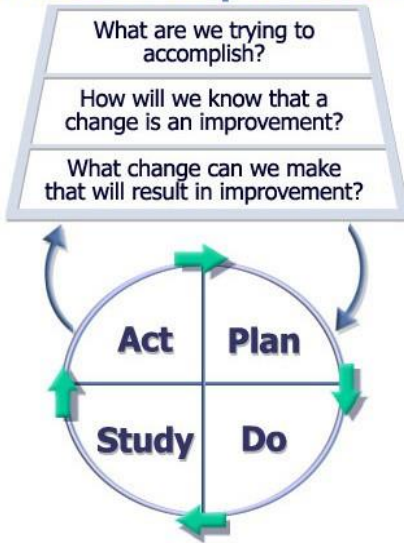 What are we trying to
accomplish?
How will we know that a
change is an improvement?
What change can we make
that will result in improvement?
Act
Plan
Study
Do